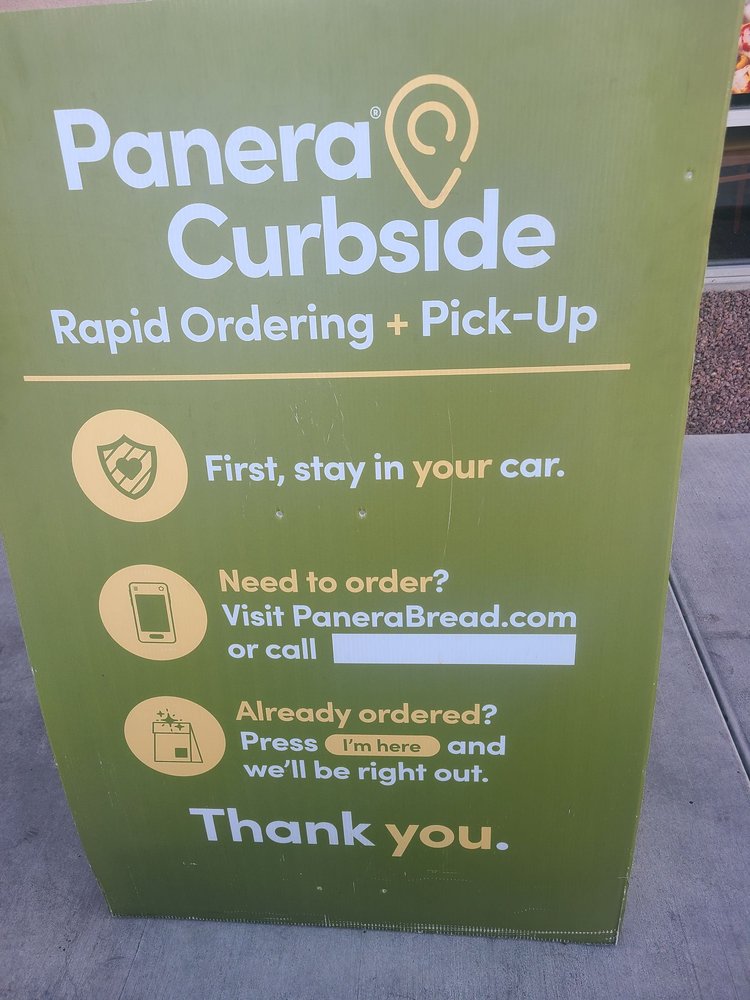 Panera®
Curbside
Rapid Ordering + Pick-Up
First, stay in your car.
Need to order?
Visit PaneraBread.com
or call
Already ordered?
Press I'm here and
we'll be right out.
Thank you.